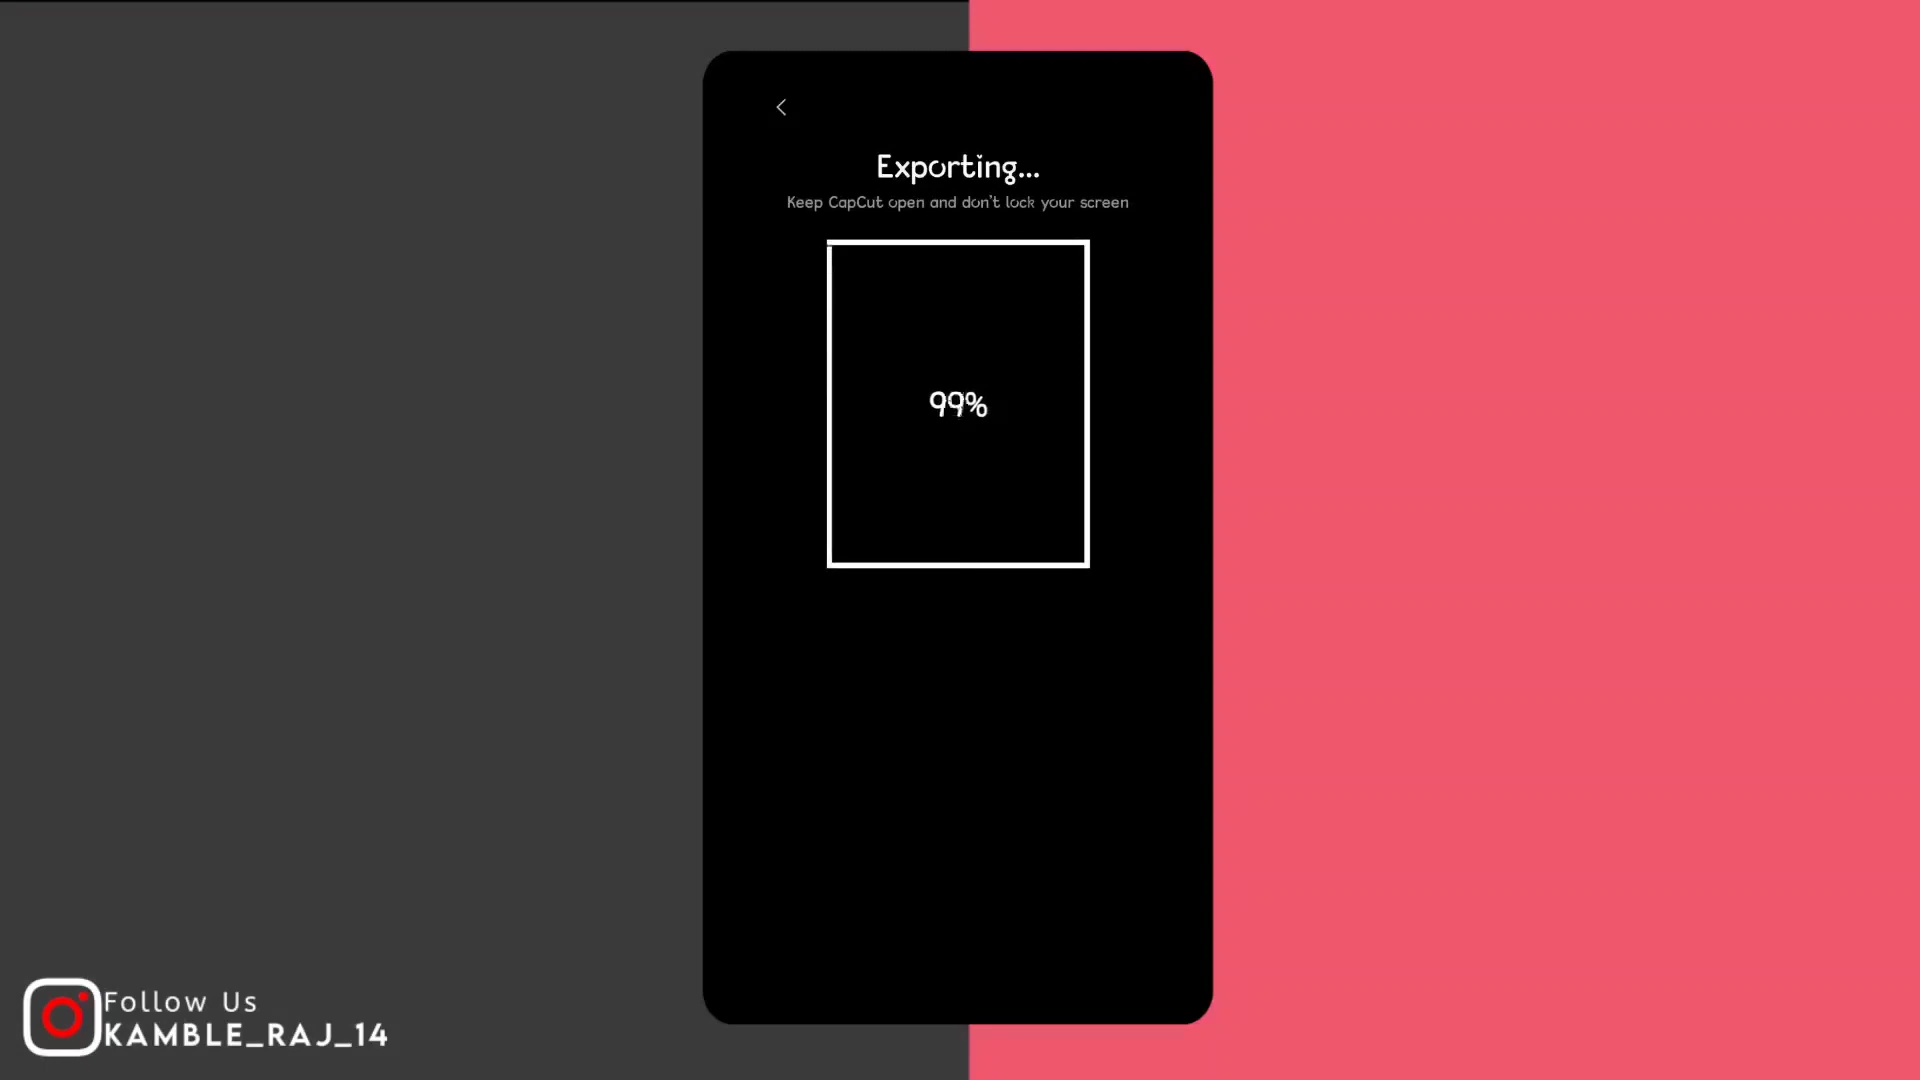 Exporting...
Keep CapCut open and don't lock your screen
99%
Follow Us
KAMBLE_RAJ_14